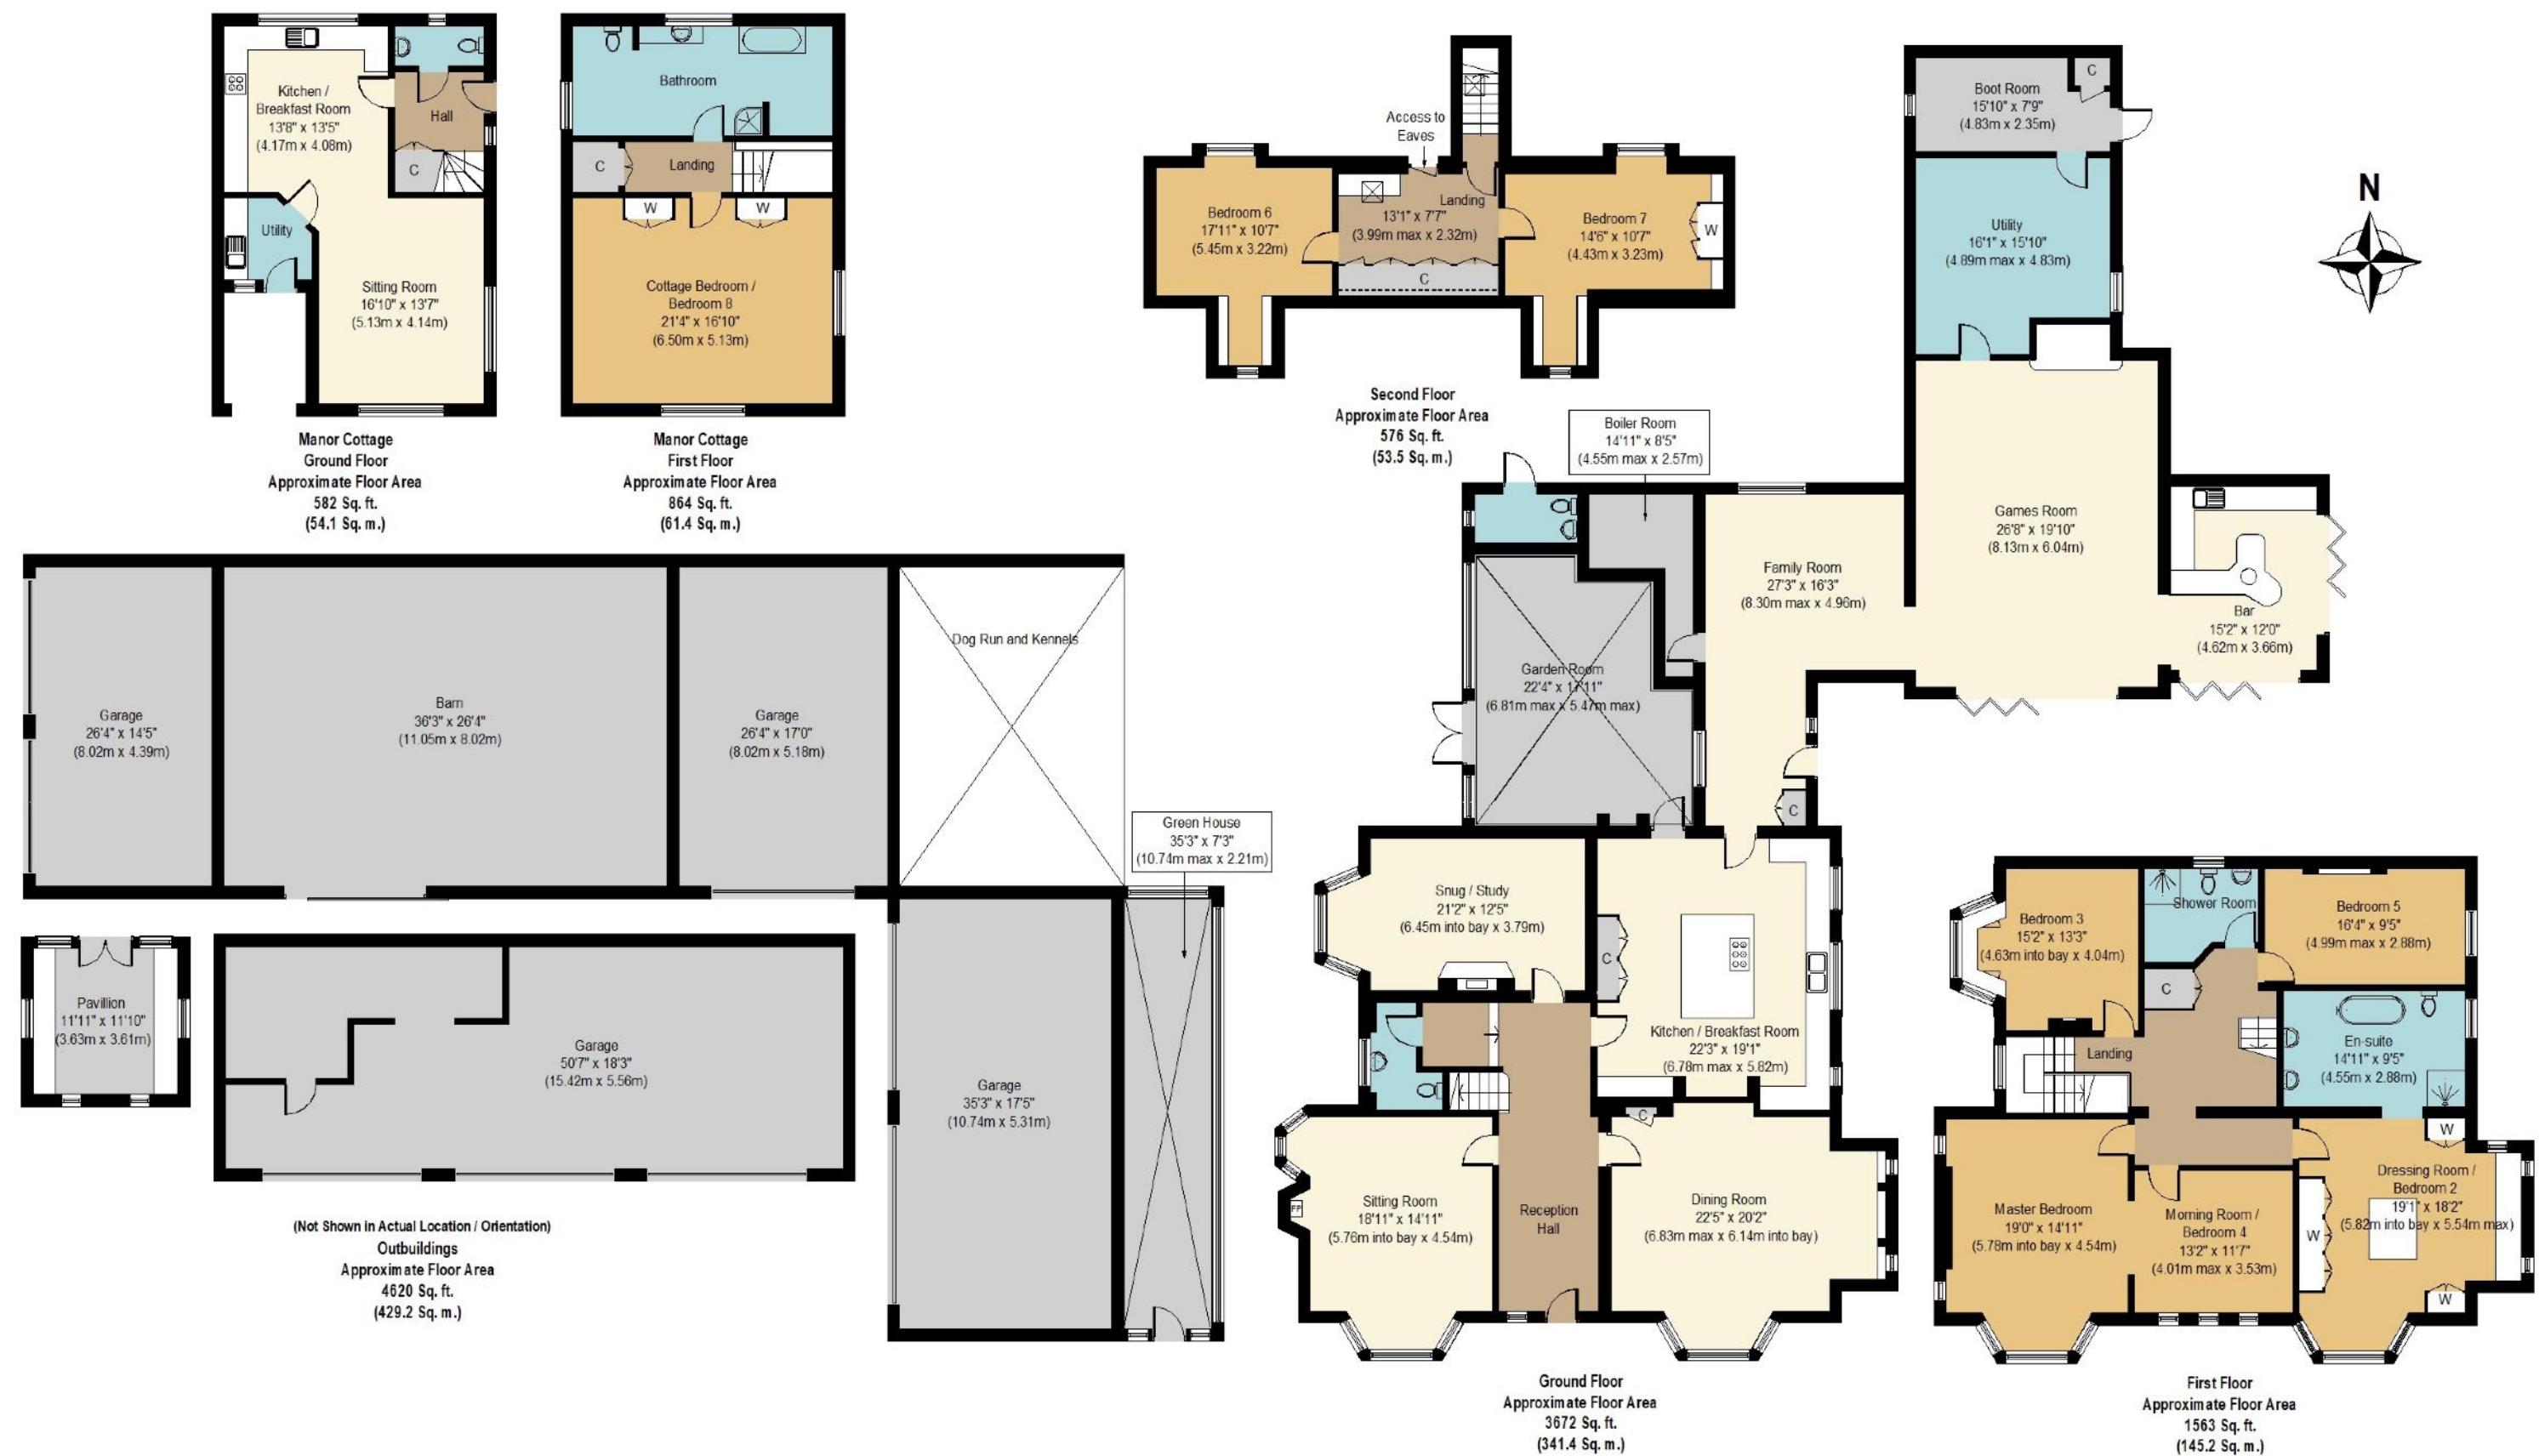 Kitchen /
Breakfast Room
13'8" x 13'5"
(4.17m x 4.08m)
Hall
C
Utility
Sitting Room
16'10" x 13'7"
(5.13m x 4.14m)
Manor Cottage
Ground Floor
Approximate Floor Area
582 Sq. ft.
(54.1 Sq. m.)
Bathroom
C
Landing
W
W
Cottage Bedroom /
Bedroom 8
21'4" x 16'10"
(6.50m x 5.13m)
Manor Cottage
First Floor
Approximate Floor Area
864 Sq. ft.
(61.4 Sq. m.)
Access to
Eaves
Bedroom 6
17'11" x 10'7"
(5.45m x 3.22m)
Landing
13'1" x 7'7"
(3.99m max x 2.32m)
C
Bedroom 7
14'6" x 10'7"
(4.43m x 3.23m)
W
Second Floor
Approximate Floor Area
576 Sq. ft.
(53.5 Sq. m.)
N
Boot Room
15'10" x 7'9"
(4.83m x 2.35m)
C
Utility
16'1" x 15'10"
(4.89m max x 4.83m)
Boiler Room
14'11" x 8'5"
(4.55m max x 2.57m)
Games Room
26'8" x 19'10"
(8.13m x 6.04m)
Family Room
27'3" x 16'3"
(8.30m max x 4.96m)
Bar
15'2" x 12'0"
(4.62m x 3.66m)
Garden Room
22'4" x 17'11"
(6.81m max x 5.47m max)
C
Snug / Study
21'2" x 12'5"
(6.45m into bay x 3.79m)
C
Kitchen / Breakfast Room
22'3" x 19'1"
(6.78m max x 5.82m)
C
FP
Sitting Room
18'11" x 14'11"
(5.76m into bay x 4.54m)
Reception
Hall
Dining Room
22'5" x 20'2"
(6.83m max x 6.14m into bay)
Ground Floor
Approximate Floor Area
3672 Sq. ft.
(341.4 Sq. m.)
Garage
26'4" x 14'5"
(8.02m x 4.39m)
Barn
36'3" x 26'4"
(11.05m x 8.02m)
Garage
26'4" x 17'0"
(8.02m x 5.18m)
Dog Run and Kennels
Green House
35'3" x 7'3"
(10.74m max x 2.21m)
Pavillion
11'11" x 11'10"
(3.63m x 3.61m)
Garage
50'7" x 18'3"
(15.42m x 5.56m)
Garage
35'3" x 17'5"
(10.74m x 5.31m)
(Not Shown in Actual Location / Orientation)
Outbuildings
Approximate Floor Area
4620 Sq. ft.
(429.2 Sq. m.)
Bedroom 3
15'2" x 13'3"
(4.63m into bay x 4.04m)
Shower Room
Bedroom 5
16'4" x 9'5"
(4.99m max x 2.88m)
C
Landing
En-suite
14'11" x 9'5"
(4.55m x 2.88m)
W
Master Bedroom
19'0" x 14'11"
(5.78m into bay x 4.54m)
Morning Room /
Bedroom 4
13'2" x 11'7"
(4.01m max x 3.53m)
Dressing Room /
Bedroom 2
19'1" x 18'2"
(5.82m into bay x 5.54m max)
W
W
First Floor
Approximate Floor Area
1563 Sq. ft.
(145.2 Sq. m.)